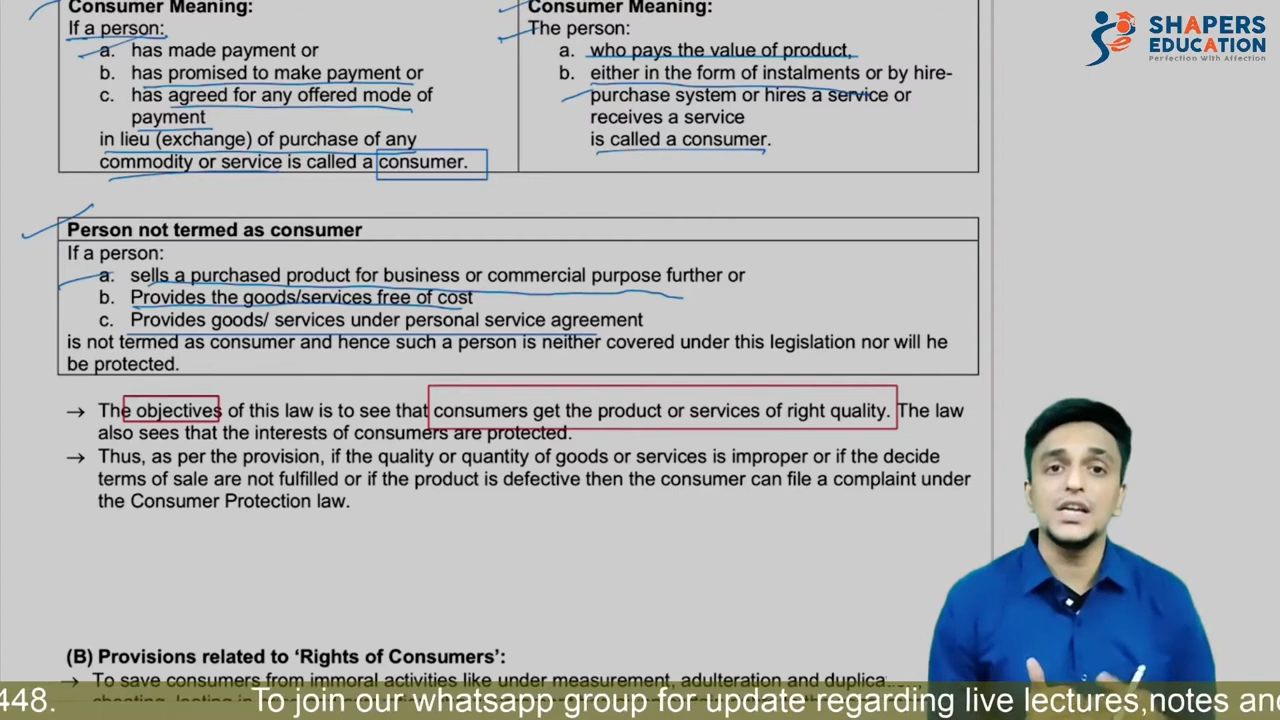 Consumer Meaning:
If a person:
a. has made payment or
b. has promised to make payment or
c. has agreed for any offered mode of
payment
in lieu (exchange) of purchase of any
commodity or service is called a consumer.
Consumer Meaning:
The person:
a. who pays the value of product,
b. either in the form of instalments or by hire-
purchase system or hires a service or
receives a service
is called a consumer.
SHAPERS
EDUCATION
Perfection With Affection
Person not termed as consumer
If a person:
a. sells a purchased product for business or commercial purpose further or
b. Provides the goods/services free of cost
c. Provides goods/ services under personal service agreement
is not termed as consumer and hence such a person is neither covered under this legislation nor will he
be protected.
→ The objectives of this law is to see that consumers get the product or services of right quality. The law
also sees that the interests of consumers are protected.
→ Thus, as per the provision, if the quality or quantity of goods or services is improper or if the decide
terms of sale are not fulfilled or if the product is defective then the consumer can file a complaint under
the Consumer Protection law.
(B) Provisions related to ‘Rights of Consumers’:
→ To save consumers from immoral activities like under measurement, adulteration and duplica
448. To join our whatsapp group for update regarding live lectures,notes and